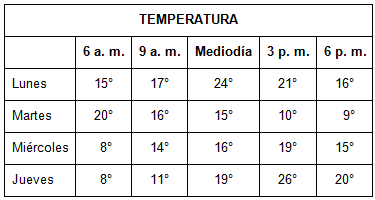 TEMPERATURA
6 a. m. 9 a. m. Mediodía 3 p. m. 6 p. m.
Lunes 15° 17° 24° 21° 16°
Martes 20° 16° 15° 10° 9°
Miércoles 8° 14° 16° 19° 15°
Jueves 8° 11° 19° 26° 20°